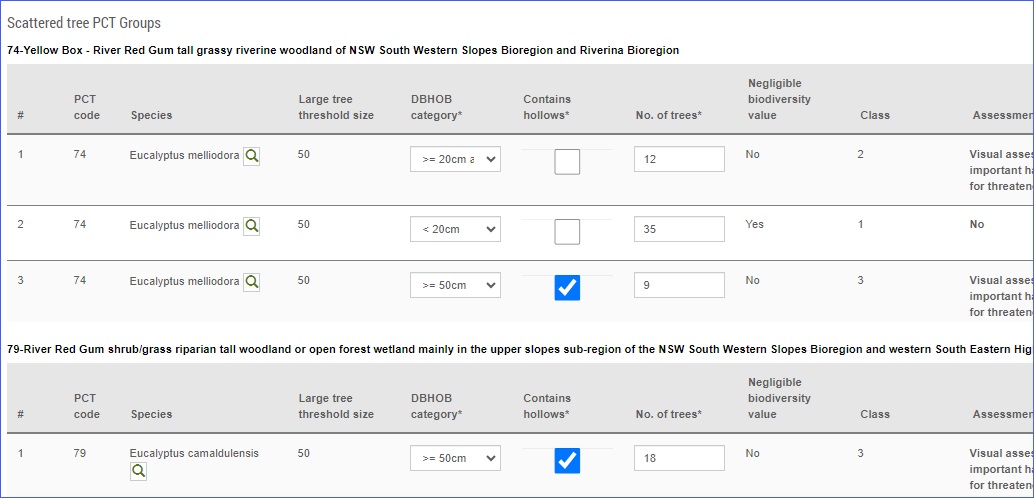 Scattered tree PCT Groups
74-Yellow Box - River Red Gum tall grassy riverine woodland of NSW South Western Slopes Bioregion and Riverina Bioregion
# PCT code Species Large tree threshold size DBHOB category* Contains hollows* No. of trees* Negligible biodiversity value Class Assessmer
1 74 Eucalyptus melliodora 50 >= 20cm a 12 No 2 Visual asses
important ha
for threaten
2 74 Eucalyptus melliodora 50 < 20cm 35 Yes 1 No
3 74 Eucalyptus melliodora 50 >= 50cm 9 No 3 Visual asses
important ha
for threaten
79-River Red Gum shrub/grass riparian tall woodland or open forest wetland mainly in the upper slopes sub-region of the NSW South Western Slopes Bioregion and western South Eastern Hig
# PCT code Species Large tree threshold size DBHOB category* Contains hollows* No. of trees* Negligible biodiversity value Class Assessmer
1 79 Eucalyptus camaldulensis 50 >= 50cm 18 No 3 Visual asses
important ha
for threaten